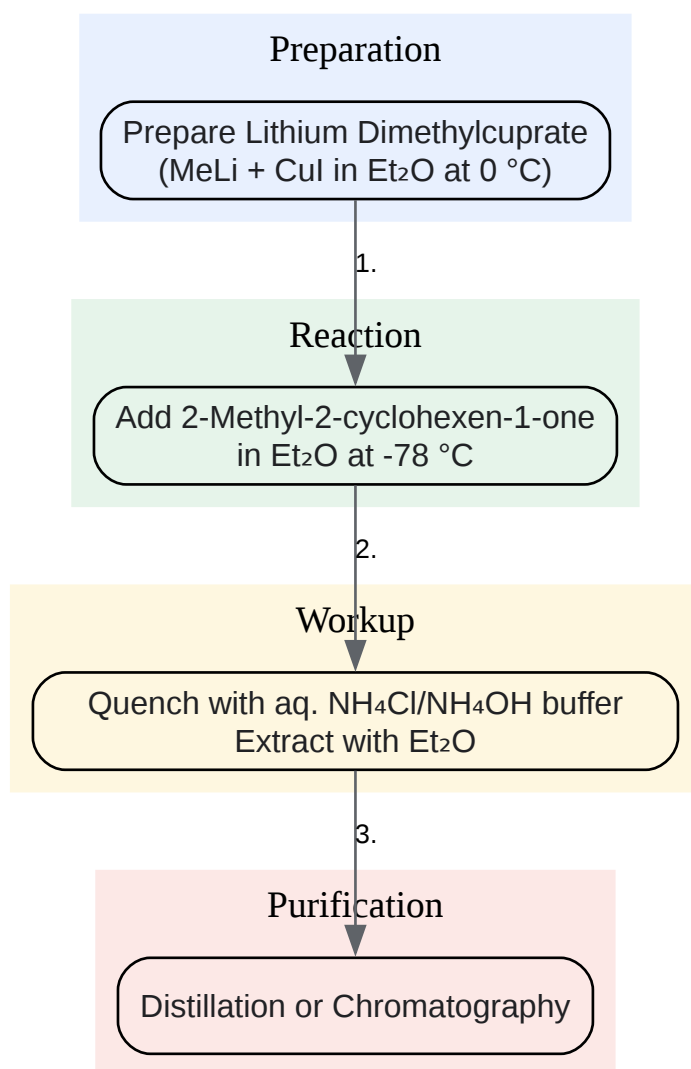 Preparation
Prepare Lithium Dimethylcuprate
(MeLi + CuI in Et₂O at 0 °C)
1.
Reaction
Add 2-Methyl-2-cyclohexen-1-one
in Et₂O at -78 °C
2.
Workup
Quench with aq. NH₄Cl/NH₄OH buffer
Extract with Et₂O
3.
Purification
Distillation or Chromatography